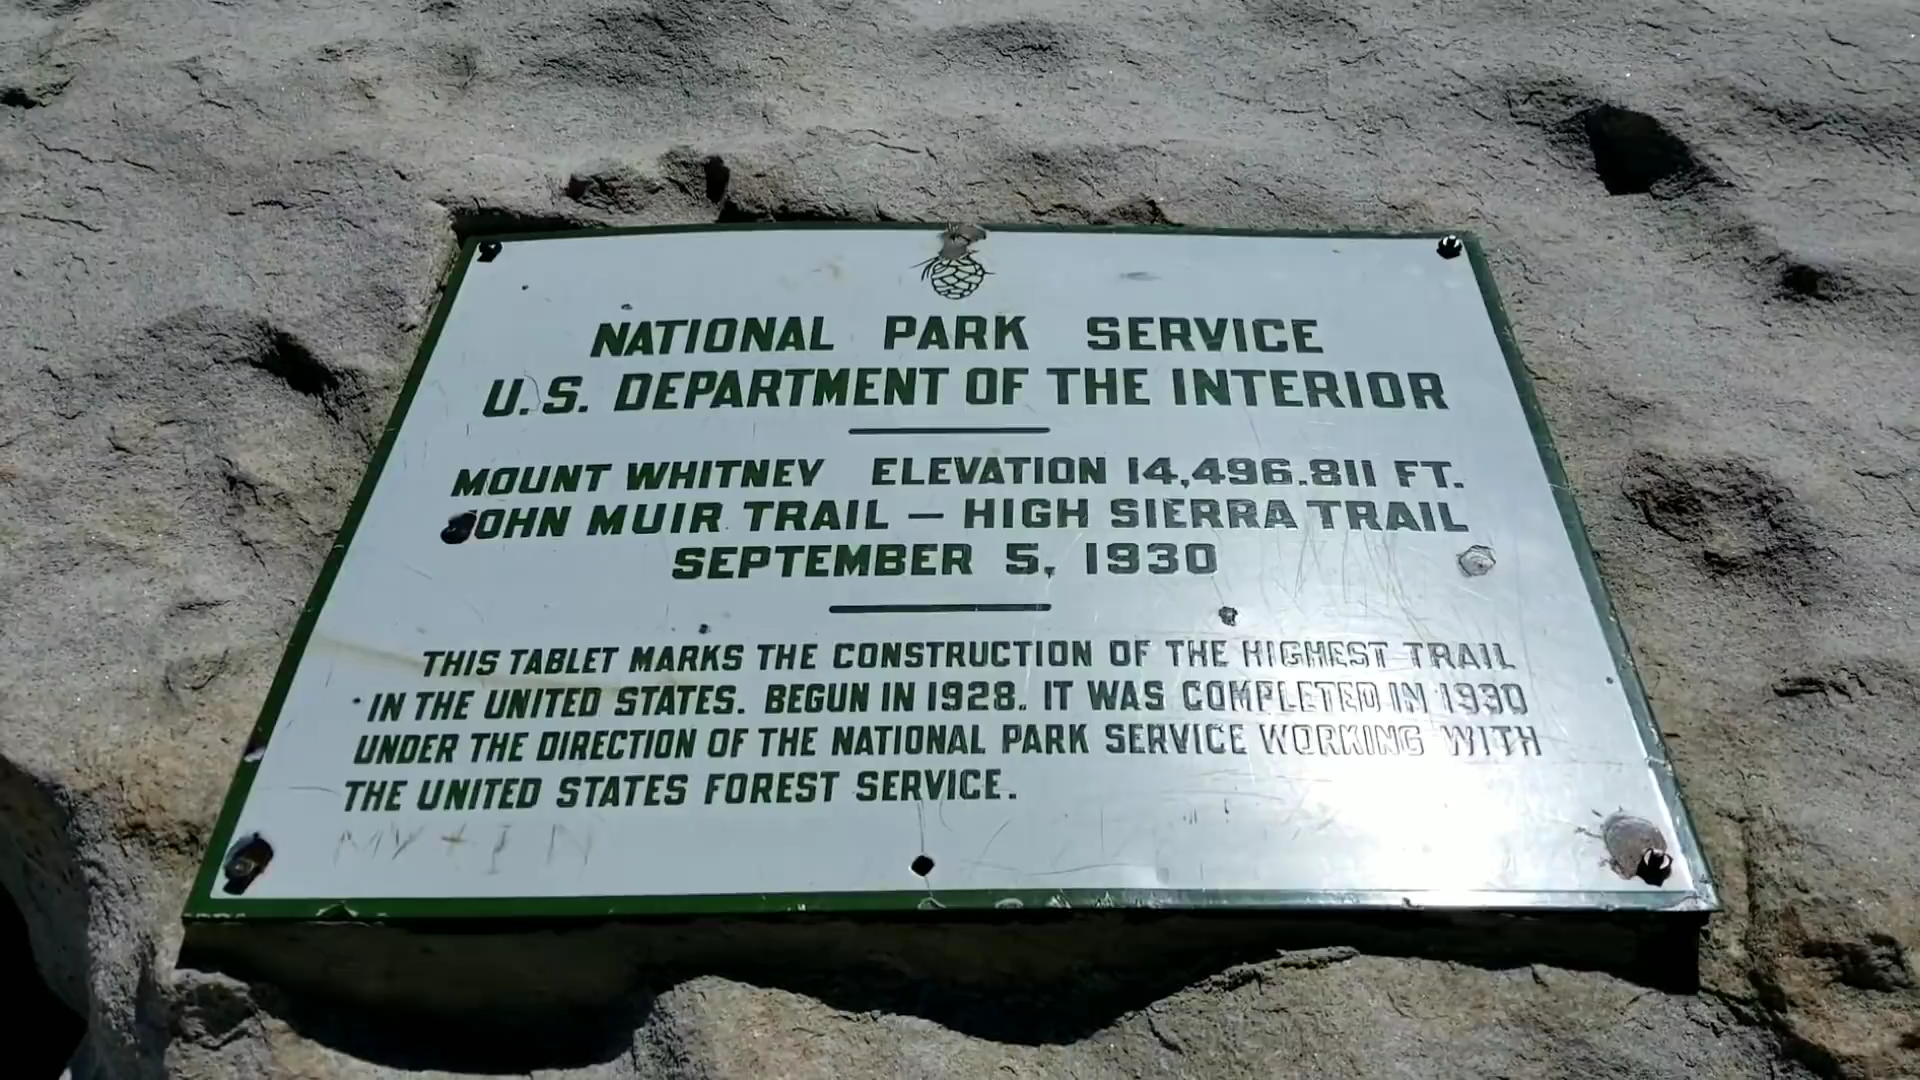 NATIONAL PARK SERVICE
U.S. DEPARTMENT OF THE INTERIOR
MOUNT WHITNEY ELEVATION 14,496.811 FT.
JOHN MUIR TRAIL — HIGH SIERRA TRAIL
SEPTEMBER 5, 1930
THIS TABLET MARKS THE CONSTRUCTION OF THE HIGHEST TRAIL
IN THE UNITED STATES. BEGUN IN 1928. IT WAS COMPLETED IN 1930
UNDER THE DIRECTION OF THE NATIONAL PARK SERVICE WORKING WITH
THE UNITED STATES FOREST SERVICE.